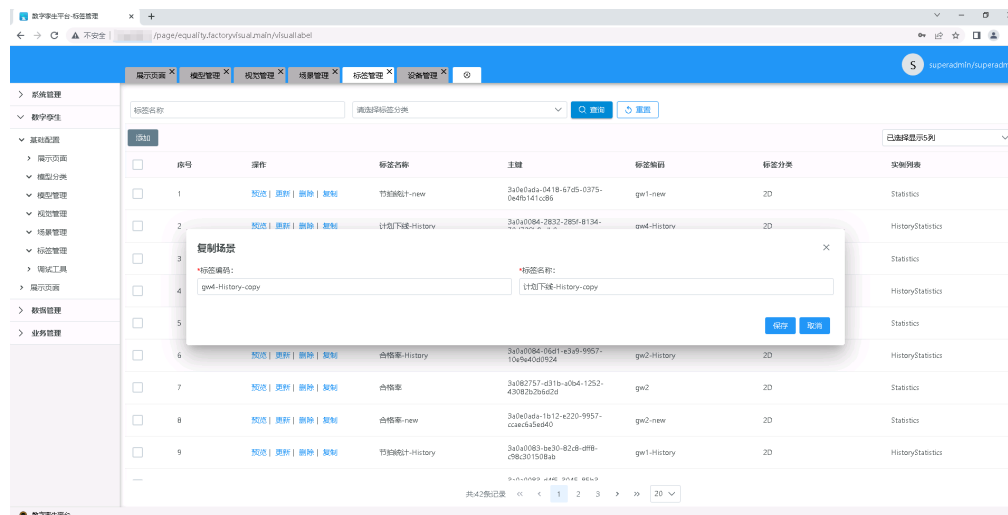 数字孪生平台-标签管理
不安全
/page/equality.factoryvisual.main/visuallabel
展示页面 模型管理 视觉管理 场景管理 标签管理 设备管理
S superadmin/superadm
系统管理
数字孪生
基础配置
展示页面
模型分类
模型管理
视觉管理
场景管理
标签管理
调试工具
展示页面
数据管理
业务管理
标签名称 请选择标签分类 查询 重置
添加 已选择显示5列
序号 操作 标签名称 主键 标签编码 标签分类 实例列表
1 预览 | 更新 | 删除 | 复制 节拍统计-new 3a0e0ada-0418-67d5-0375-0e4fb141cc86 gw1-new 2D Statistics
2 预览 | 更新 | 删除 | 复制 计划下线-History 3a0a0084-2832-285f-8134- gw4-History 2D HistoryStatistics
3 Statistics
4 HistoryStatistics
5 Statistics
复制场景
*标签编码: *标签名称:
gw4-History-copy 计划下线-History-copy
保存 取消
6 预览 | 更新 | 删除 | 复制 合格率-History 3a0a0084-06d1-e3a9-9957-10e9e40d0924 gw2-History 2D HistoryStatistics
7 预览 | 更新 | 删除 | 复制 合格率 3a082757-d31b-a0b4-1252-43082b2b6d2d gw2 2D Statistics
8 预览 | 更新 | 删除 | 复制 合格率-new 3a0e0ada-1b12-e220-9957-ccaec6a5ed40 gw2-new 2D Statistics
9 预览 | 更新 | 删除 | 复制 节拍统计-History 3a0a0083-be30-82c8-dff8-c98c301508ab gw1-History 2D HistoryStatistics
共42条记录 1 2 3 20
数字孪生平台